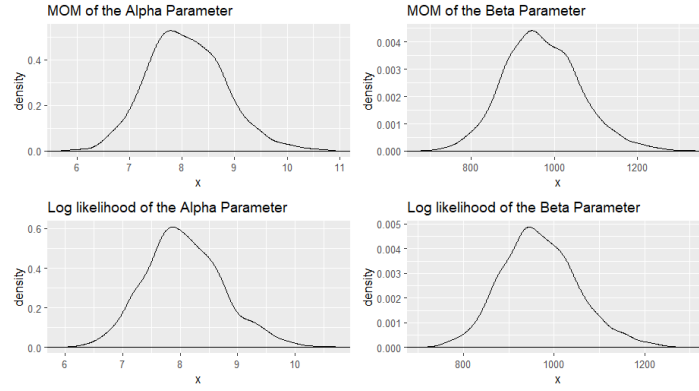 MOM of the Alpha Parameter
density
0.4
0.2
0.0
6 7 8 9 10 11
x
MOM of the Beta Parameter
density
0.004
0.003
0.002
0.001
0.000
800 1000 1200
x
Log likelihood of the Alpha Parameter
density
0.6
0.4
0.2
0.0
6 7 8 9 10
x
Log likelihood of the Beta Parameter
density
0.005
0.004
0.003
0.002
0.001
0.000
800 1000 1200
x